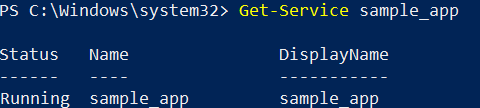 PS C:\Windows\system32> Get-Service sample_app
Status   Name               DisplayName
------   ----               -----------
Running  sample_app         sample_app